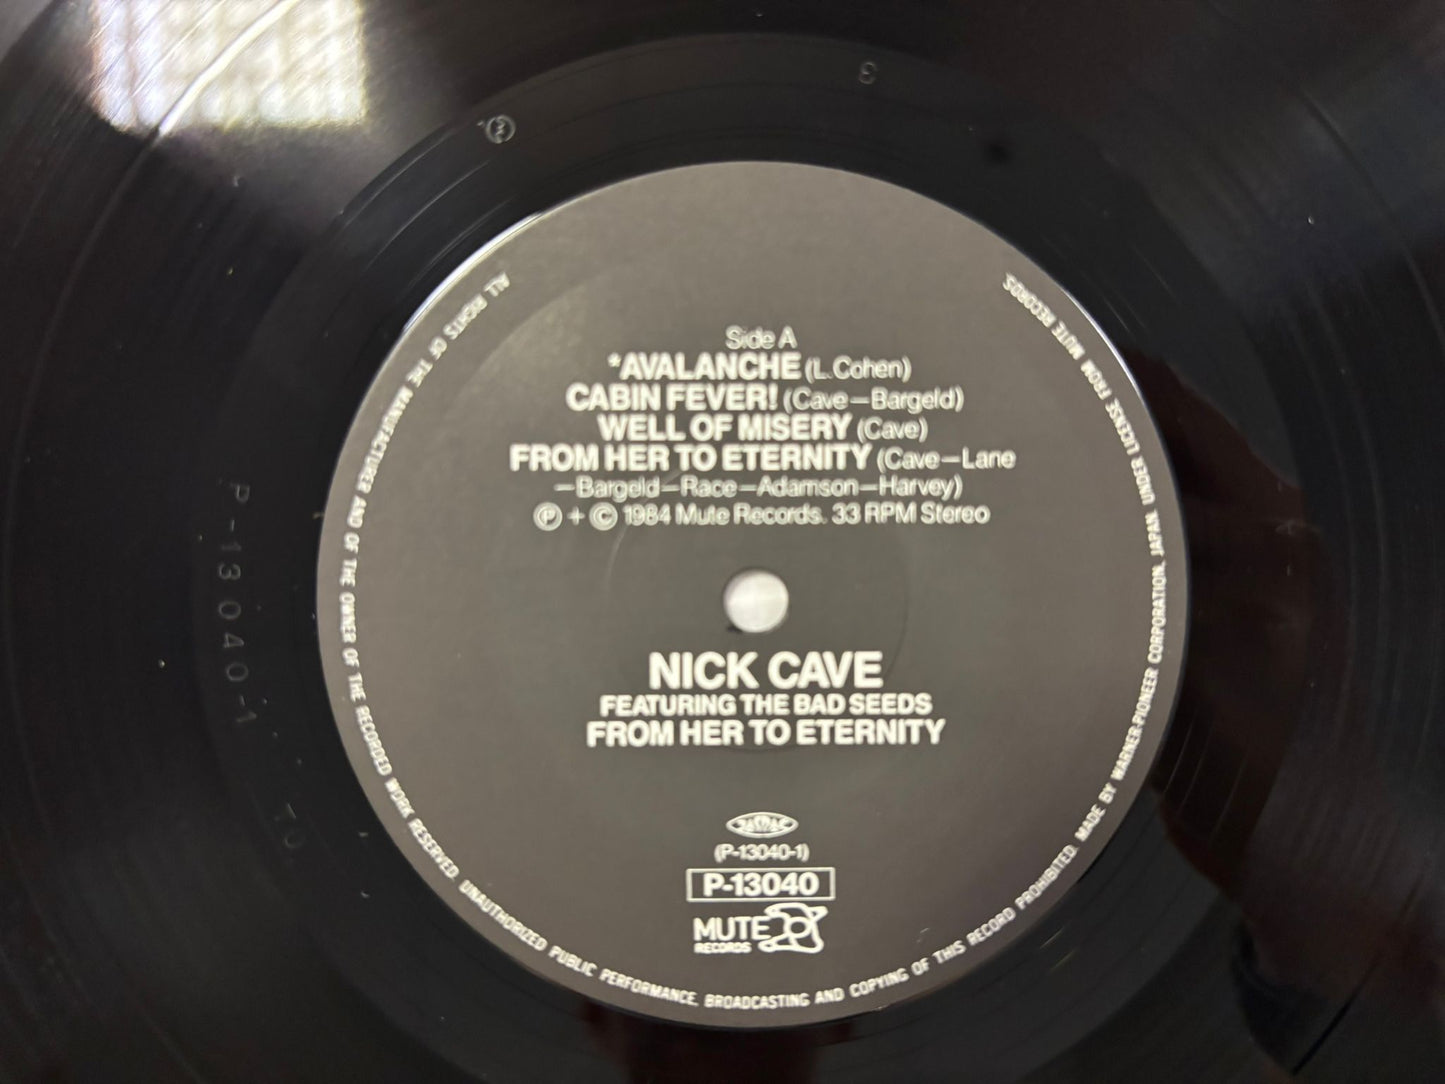 Side A
*AVALANCHE (L. Cohen)
CABIN FEVER! (Cave—Bargeld)
WELL OF MISERY (Cave)
FROM HER TO ETERNITY (Cave—Lane
—Bargeld—Race—Adamson—Harvey)
Ⓟ + © 1984 Mute Records. 33 RPM Stereo
NICK CAVE
FEATURING THE BAD SEEDS
FROM HER TO ETERNITY
JASRAC
(P-13040-1)
P-13040
MUTE
RECORDS
ALL RIGHTS OF THE MANUFACTURER AND OF THE OWNER OF THE RECORDED WORK RESERVED. UNAUTHORIZED PUBLIC PERFORMANCE, BROADCASTING AND COPYING OF THIS RECORD PROHIBITED. MADE BY WARNER-PIONEER CORPORATION, JAPAN. UNDER LICENSE FROM MUTE RECORDS.
P-13040-1